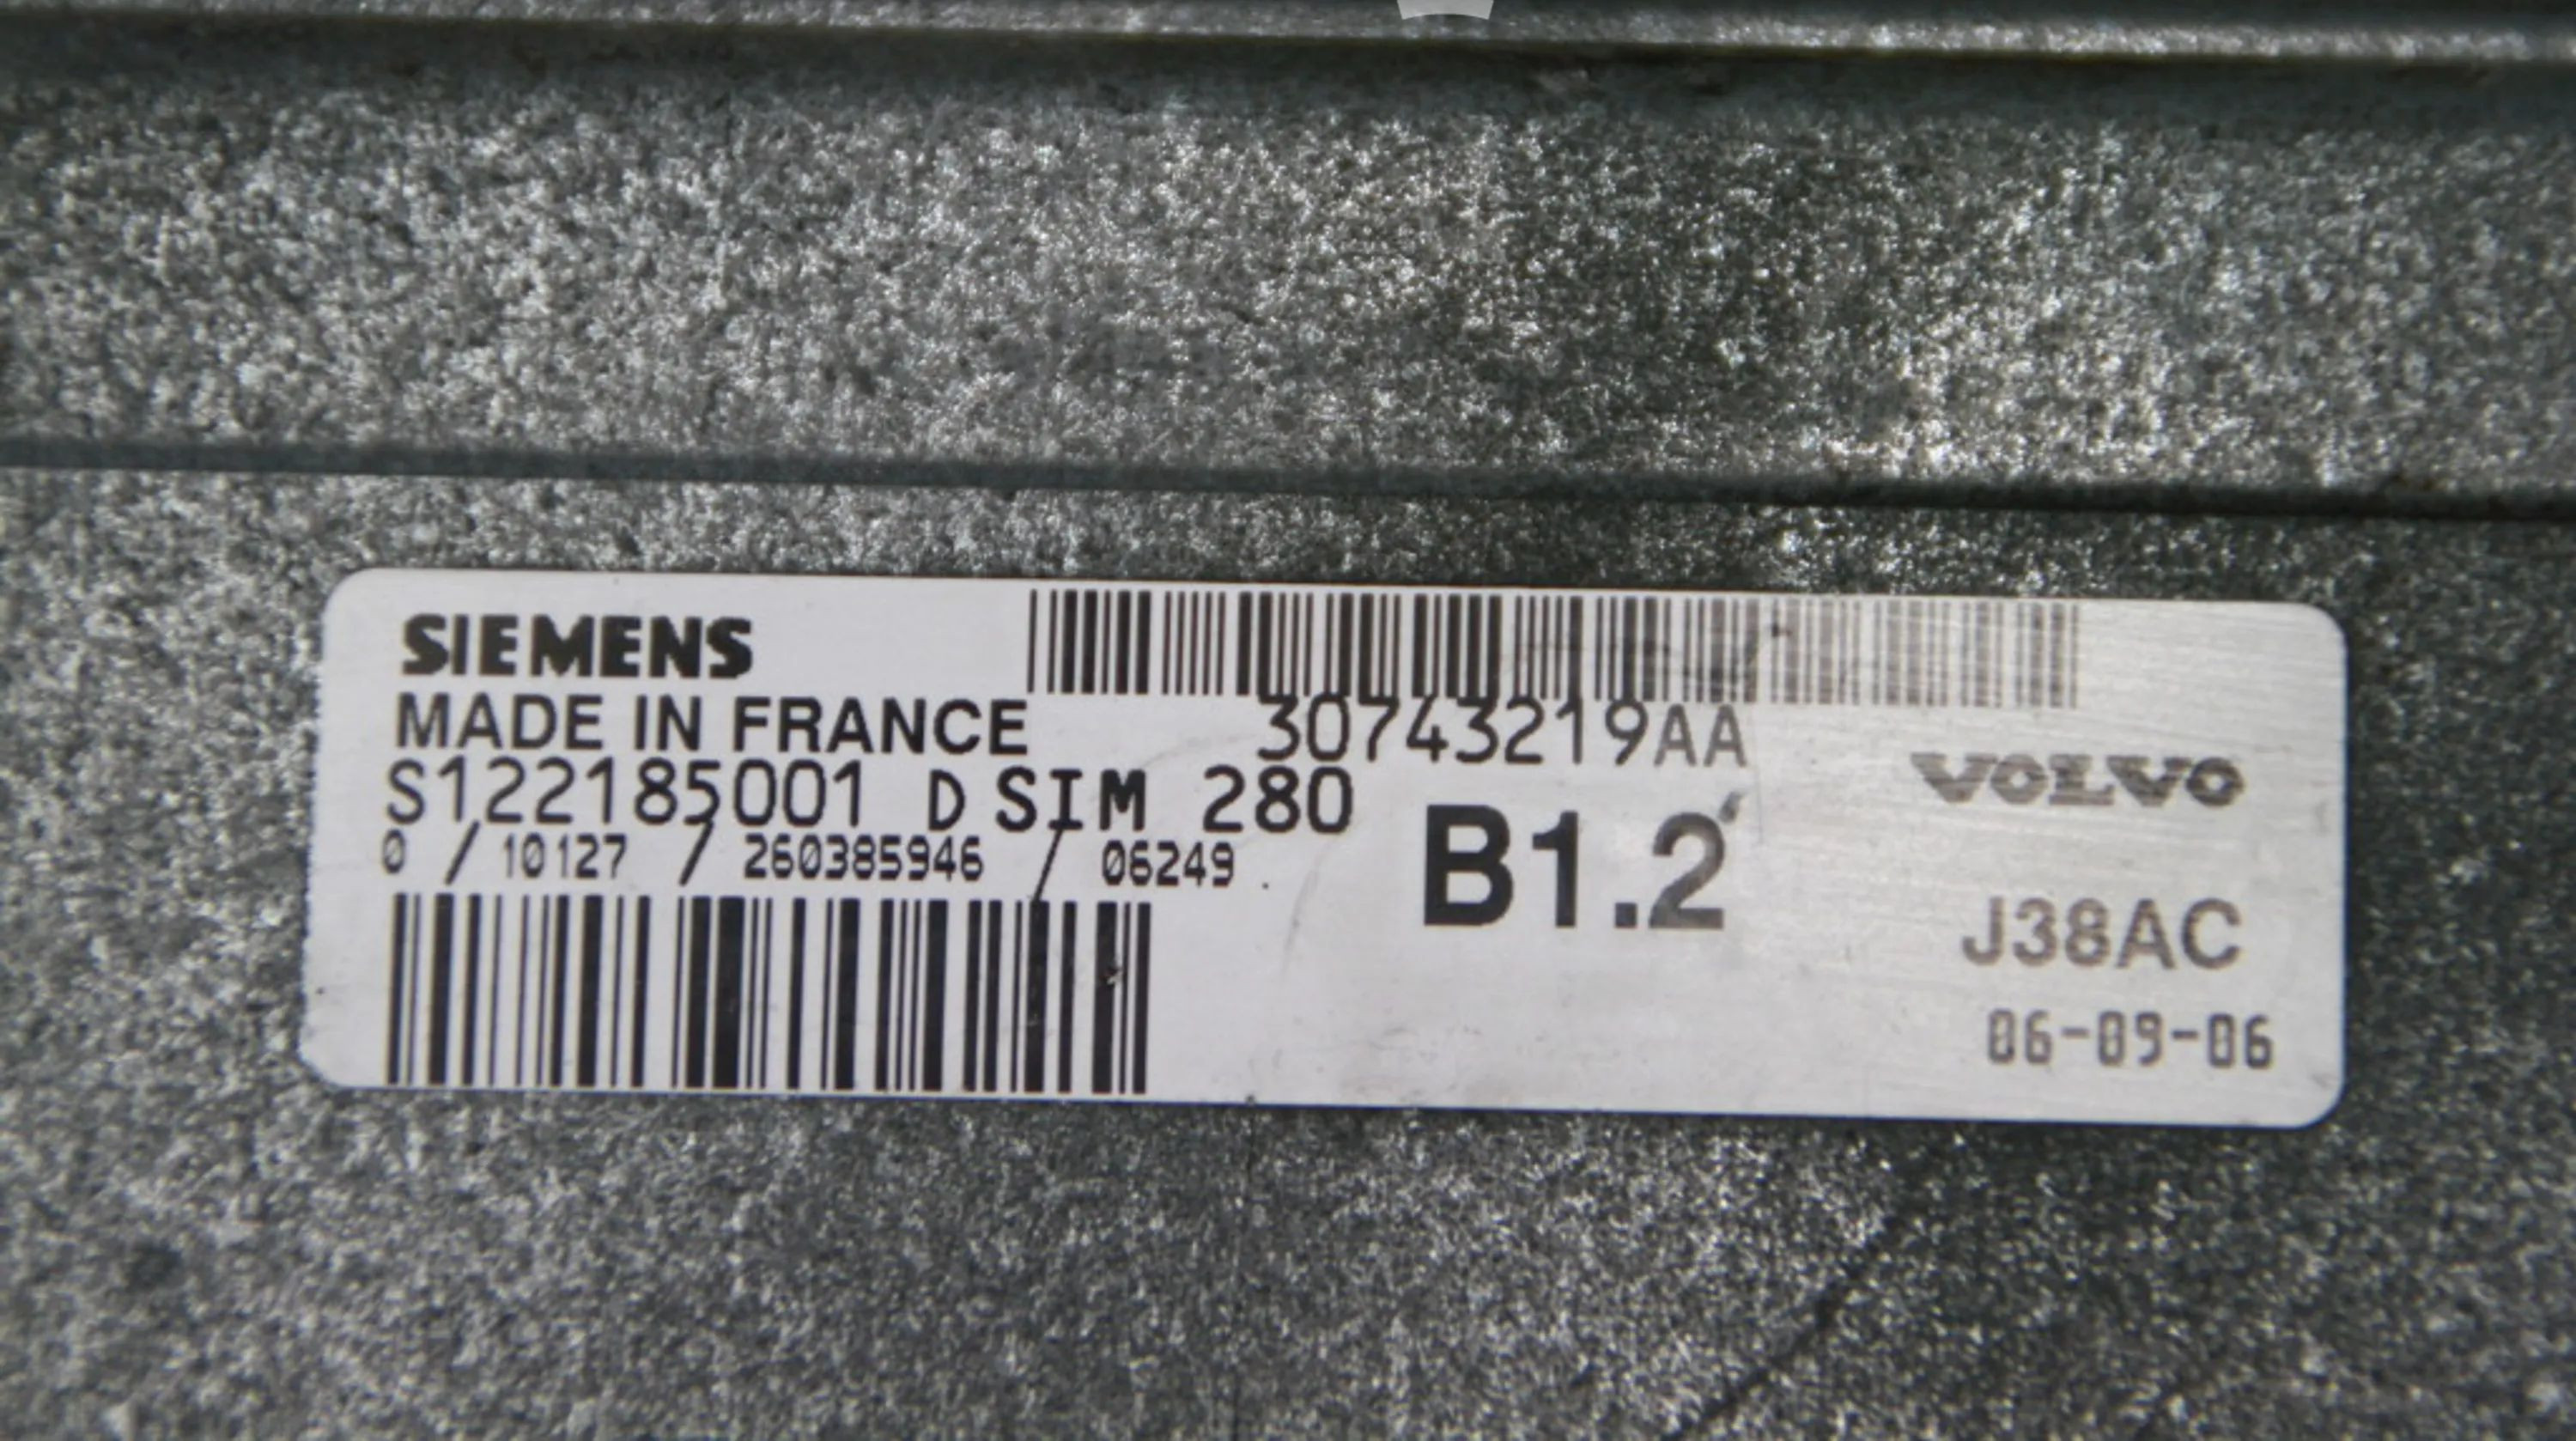 SIEMENS
MADE IN FRANCE
30743219AA
S122185001 D SIM 280
0 / 10127 / 260385946 / 06249
B1.2
VOLVO
J38AC
06-09-06